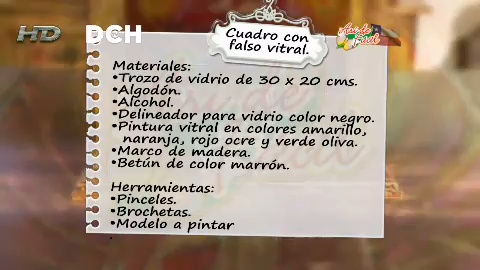 HD DCH
Cuadro con
falso vitral.
Materiales:
•Trozo de vidrio de 30 x 20 cms.
•Algodón.
•Alcohol.
•Delineador para vidrio color negro.
•Pintura vitral en colores amarillo,
naranja, rojo ocre y verde oliva.
•Marco de madera.
•Betún de color marrón.
Herramientas:
•Pinceles.
•Brochetas.
•Modelo a pintar